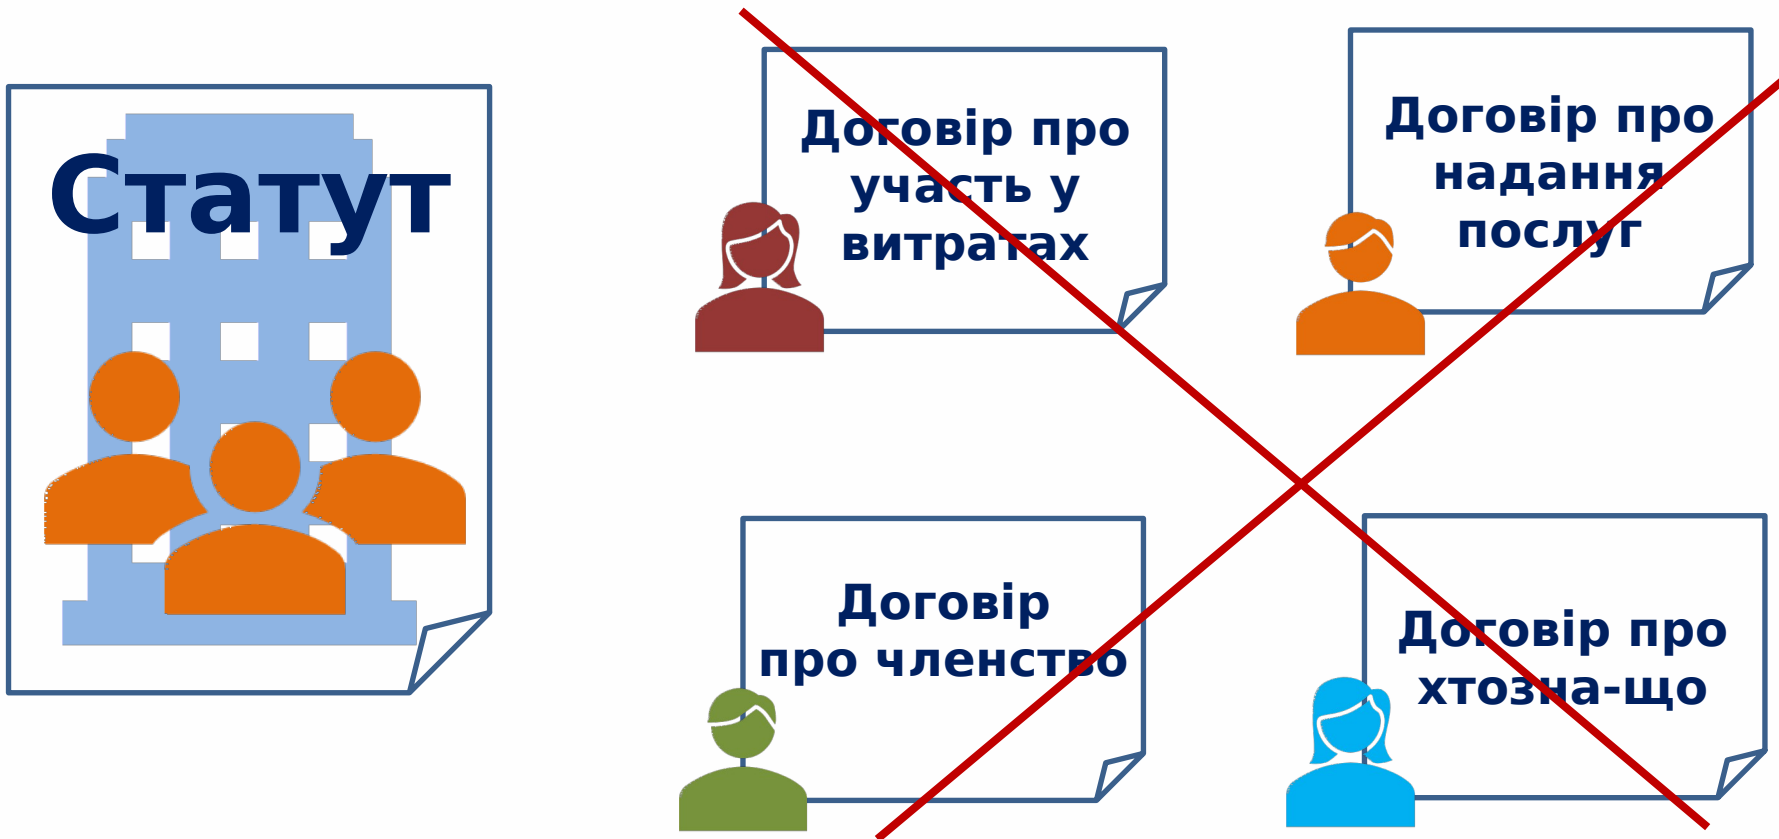 Статут
Договір про
участь у
витратах
Договір про
надання
послуг
Договір
про членство
Договір про
хтозна-що